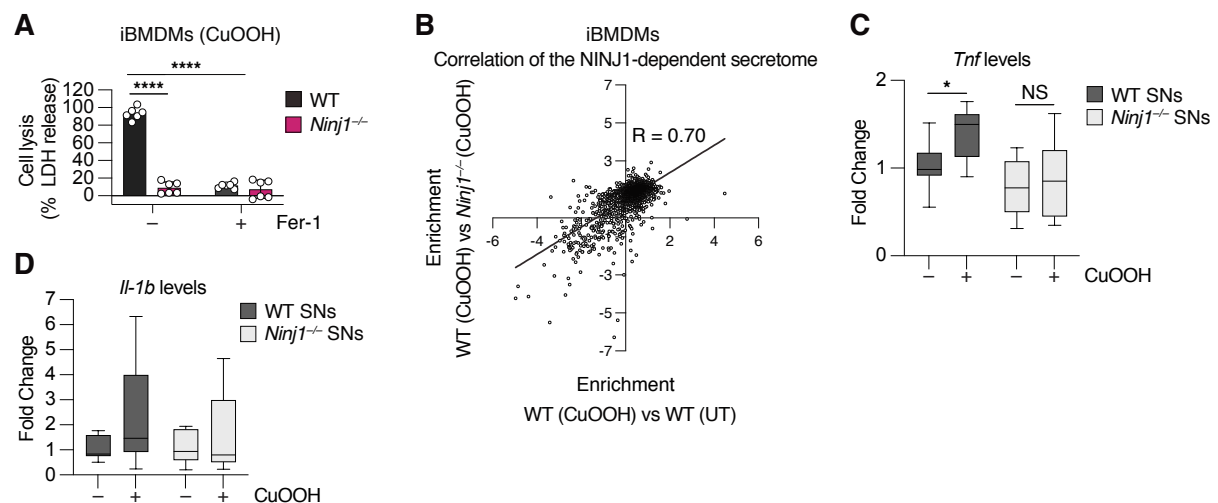 A
iBMDMs (CuOOH)
****
****
120
100
80
60
40
20
0
Cell lysis
(% LDH release)
WT
Ninj1⁻/⁻
– + Fer-1
B
iBMDMs
Correlation of the NINJ1-dependent secretome
R = 0.70
7
5
3
-3
-5
-7
-6 -4 2 4 6
Enrichment
WT (CuOOH) vs Ninj1⁻/⁻ (CuOOH)
Enrichment
WT (CuOOH) vs WT (UT)
C
Tnf levels
2
1
0
Fold Change
* NS
WT SNs
Ninj1⁻/⁻ SNs
– + – + CuOOH
D
Il-1b levels
7
6
5
4
3
2
1
0
Fold Change
WT SNs
Ninj1⁻/⁻ SNs
– + – + CuOOH